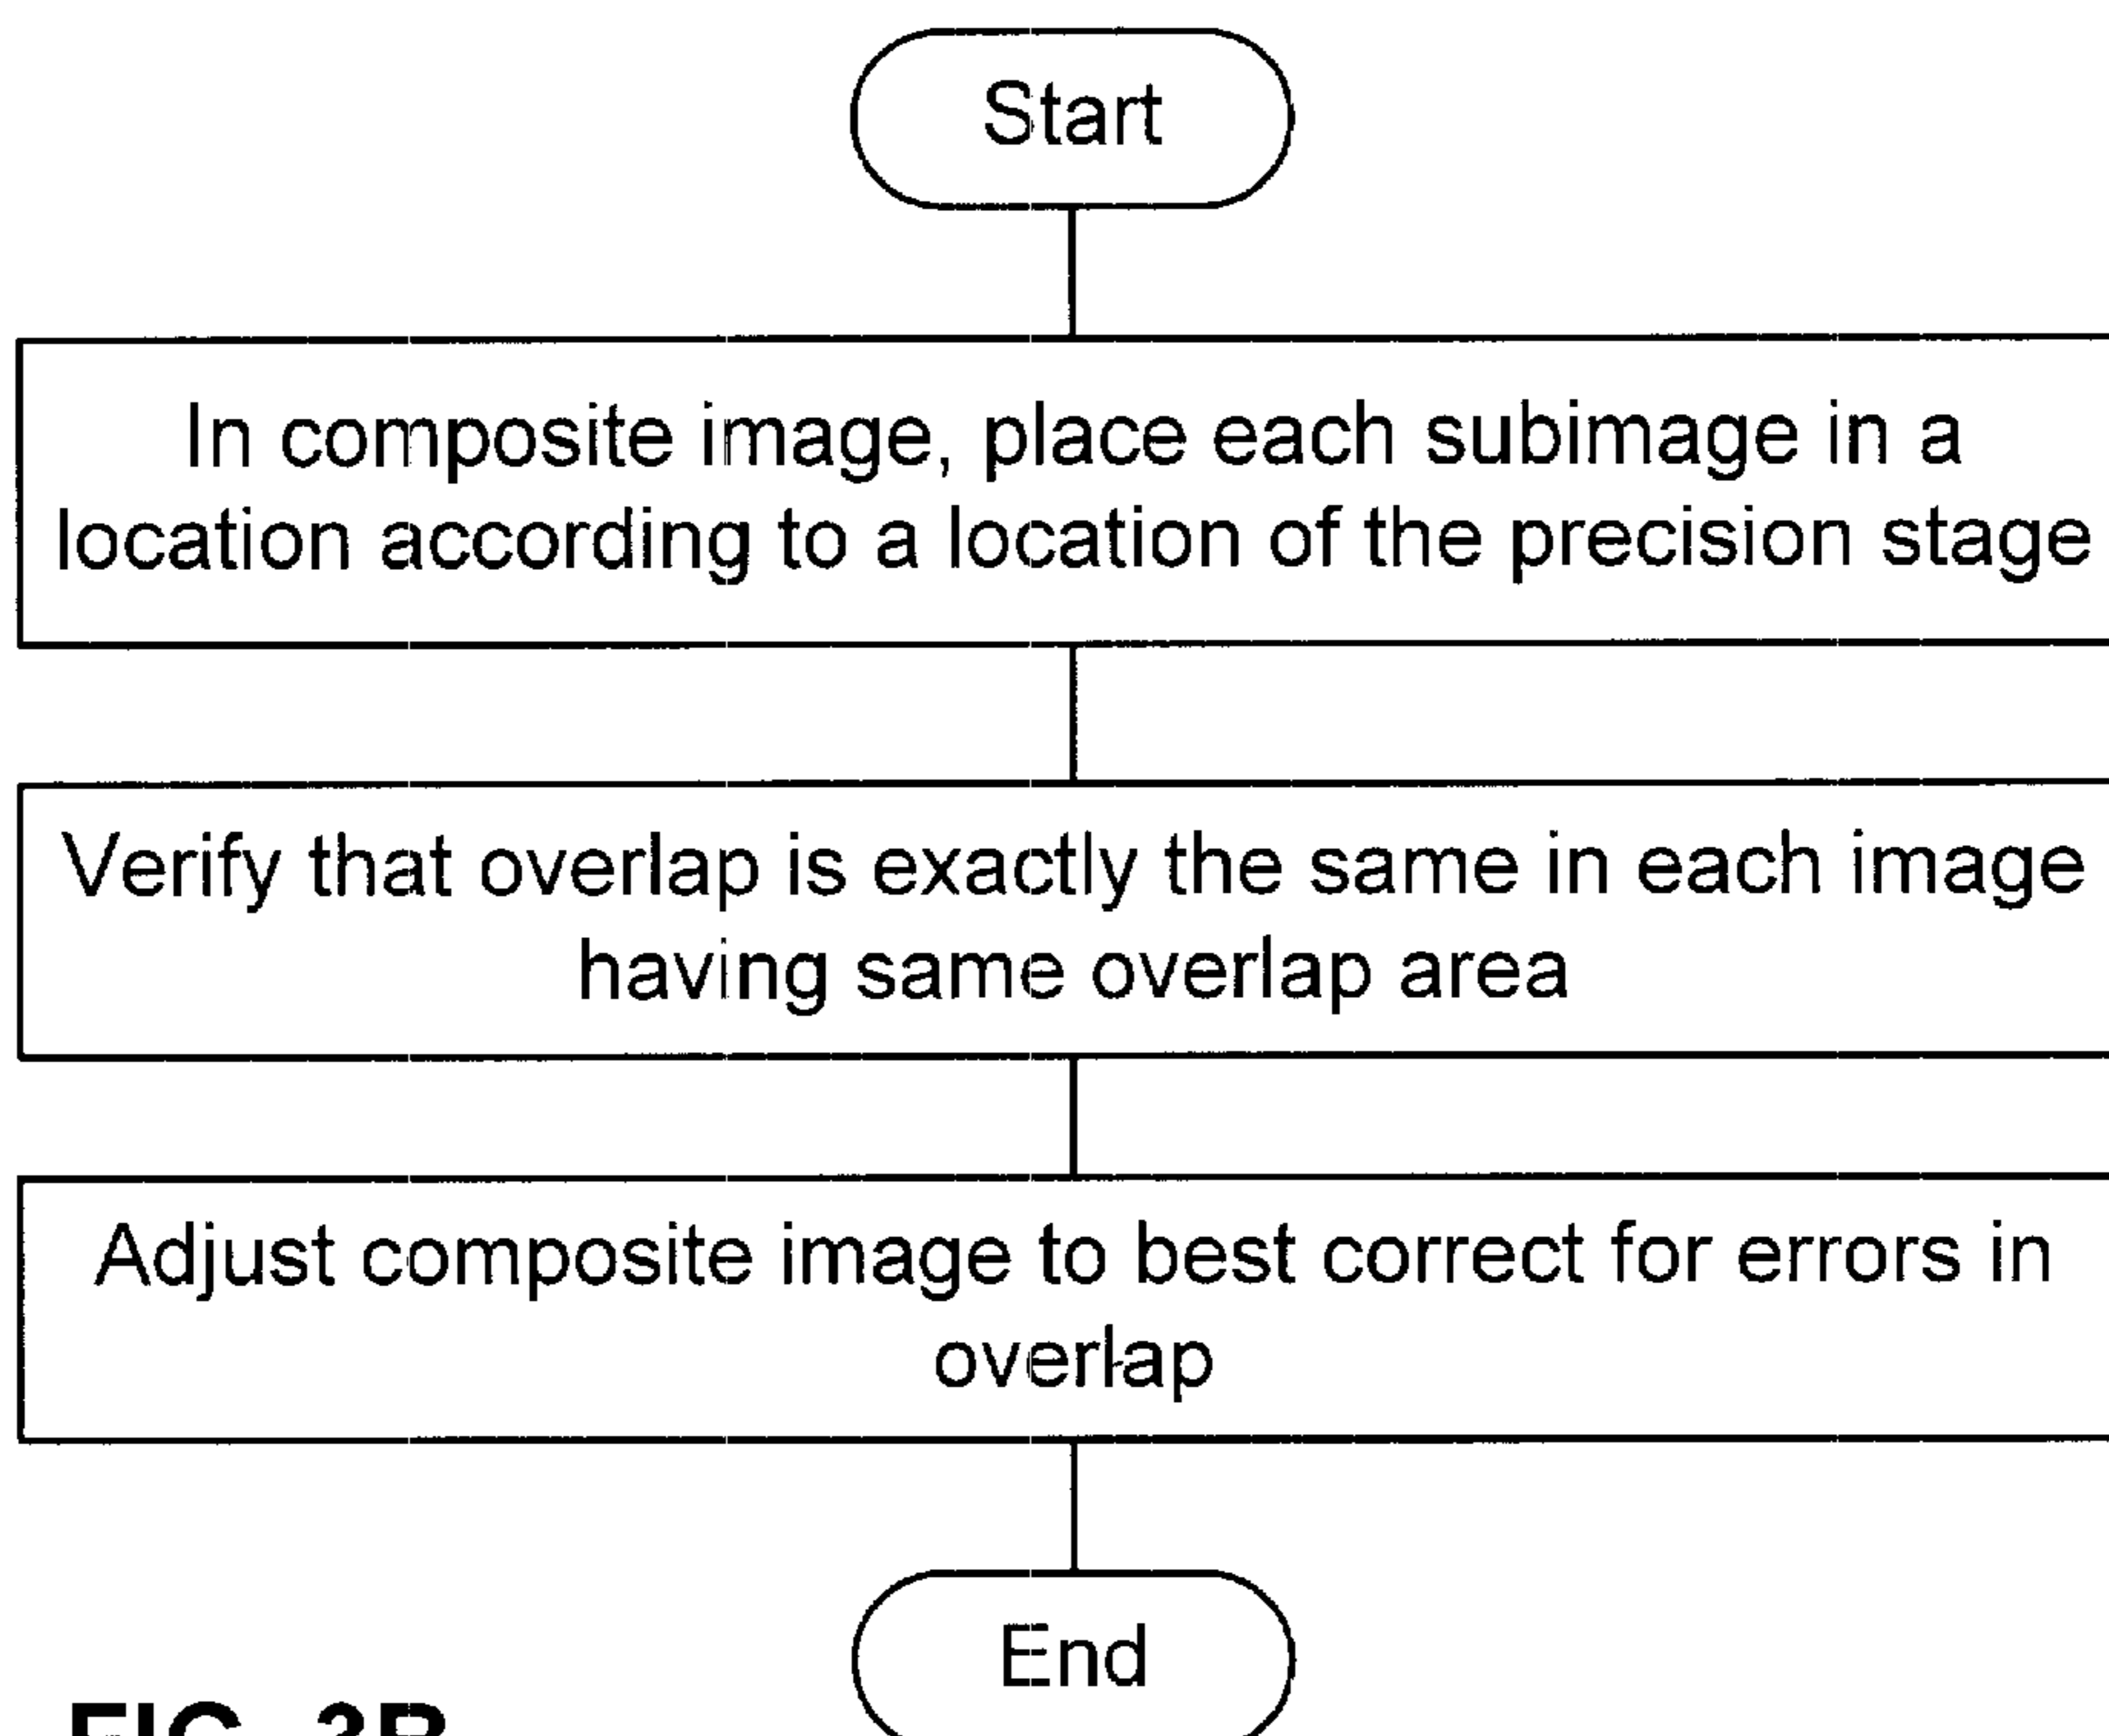 Start
In composite image, place each subimage in a
location according to a location of the precision stage
Verify that overlap is exactly the same in each image
having same overlap area
Adjust composite image to best correct for errors in
overlap
End
FIG. 3B